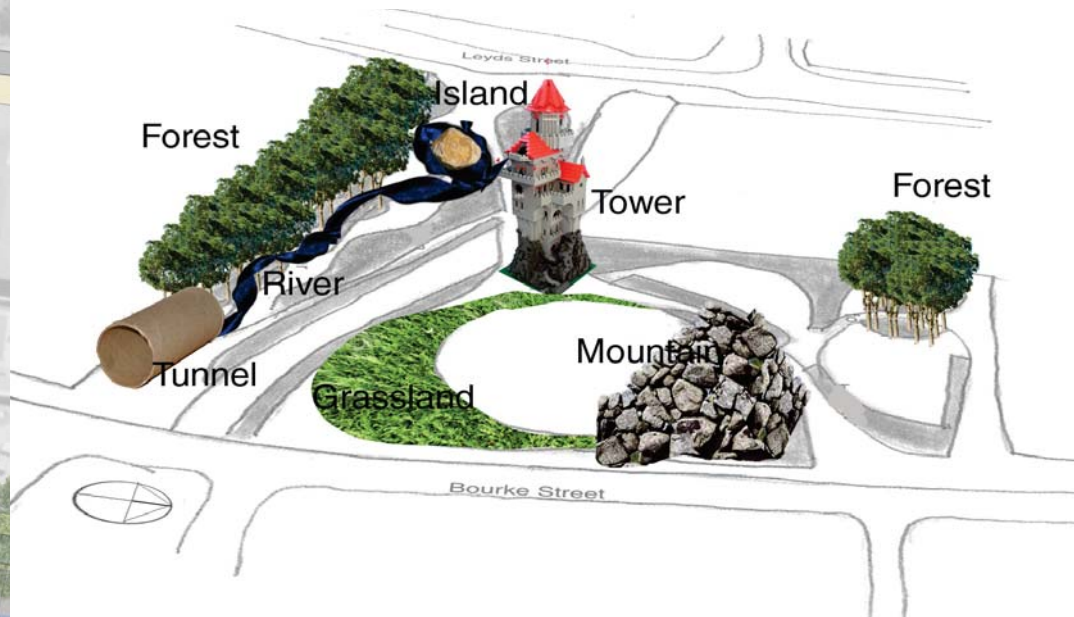 Leyds Street
Island
Forest
Forest
Tower
River
Mountain
Tunnel
Grassland
Bourke Street